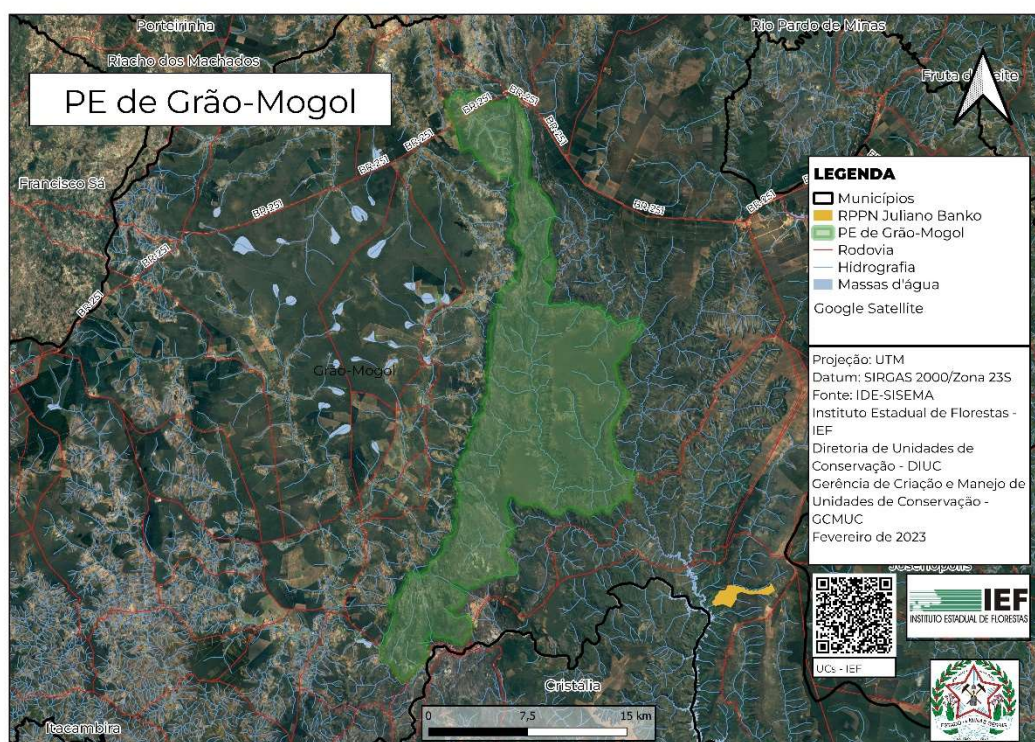 Porteirinha
Rio Pardo de Minas
Riacho dos Machados
PE de Grão-Mogol
BR-251
BR-251
BR-251
BR-251
BR-251
BR-251
BR-251
BR-251
BR-251
Francisco Sá
Grão-Mogol
Cristália
Itacambira
Josenópolis
LEGENDA
Municípios
RPPN Juliano Banko
PE de Grão-Mogol
Rodovia
Hidrografia
Massas d'água
Google Satellite
Projeção: UTM
Datum: SIRGAS 2000/Zona 23S
Fonte: IDE-SISEMA
Instituto Estadual de Florestas -
IEF
Diretoria de Unidades de
Conservação - DIUC
Gerência de Criação e Manejo de
Unidades de Conservação -
GCMUC
Fevereiro de 2023
UCs - IEF
IEF
INSTITUTO ESTADUAL DE FLORESTAS
0 7,5 15 km